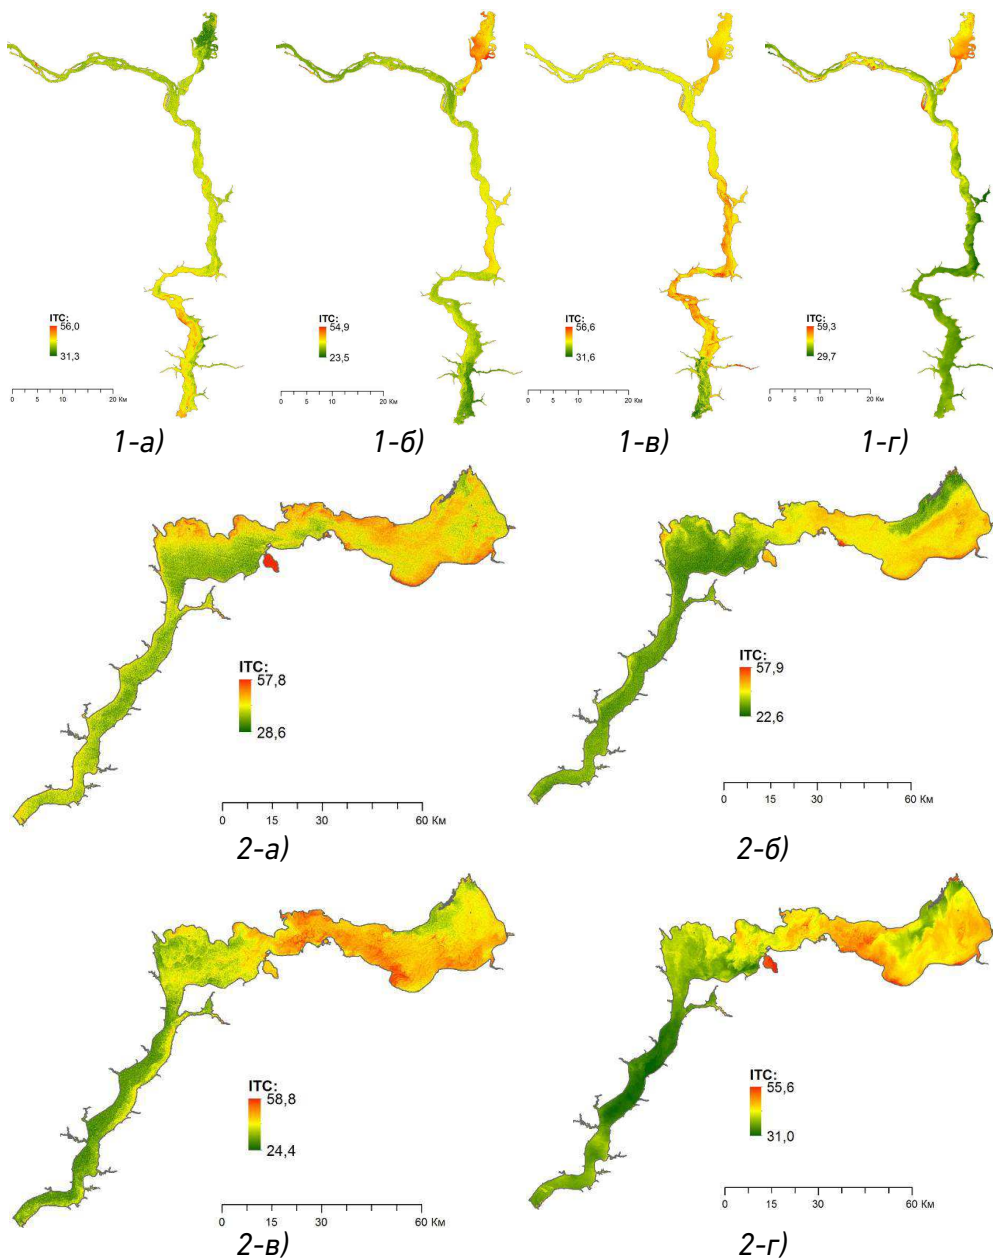 ITC:
56,0
31,3
0 5 10 20 Км
1-а)
ITC:
54,9
23,5
0 5 10 20 Км
1-б)
ITC:
56,6
31,6
0 5 10 20 Км
1-в)
ITC:
59,3
29,7
0 5 10 20 Км
1-г)
ITC:
57,8
28,6
0 15 30 60 Км
2-а)
ITC:
57,9
22,6
0 15 30 60 Км
2-б)
ITC:
58,8
24,4
0 15 30 60 Км
2-в)
ITC:
55,6
31,0
0 15 30 60 Км
2-г)